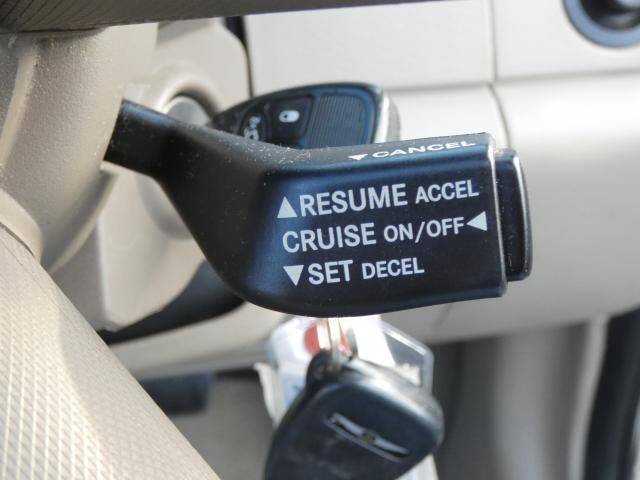 ▼CANCEL
▲RESUME ACCEL
CRUISE ON/OFF◄
▼SET DECEL